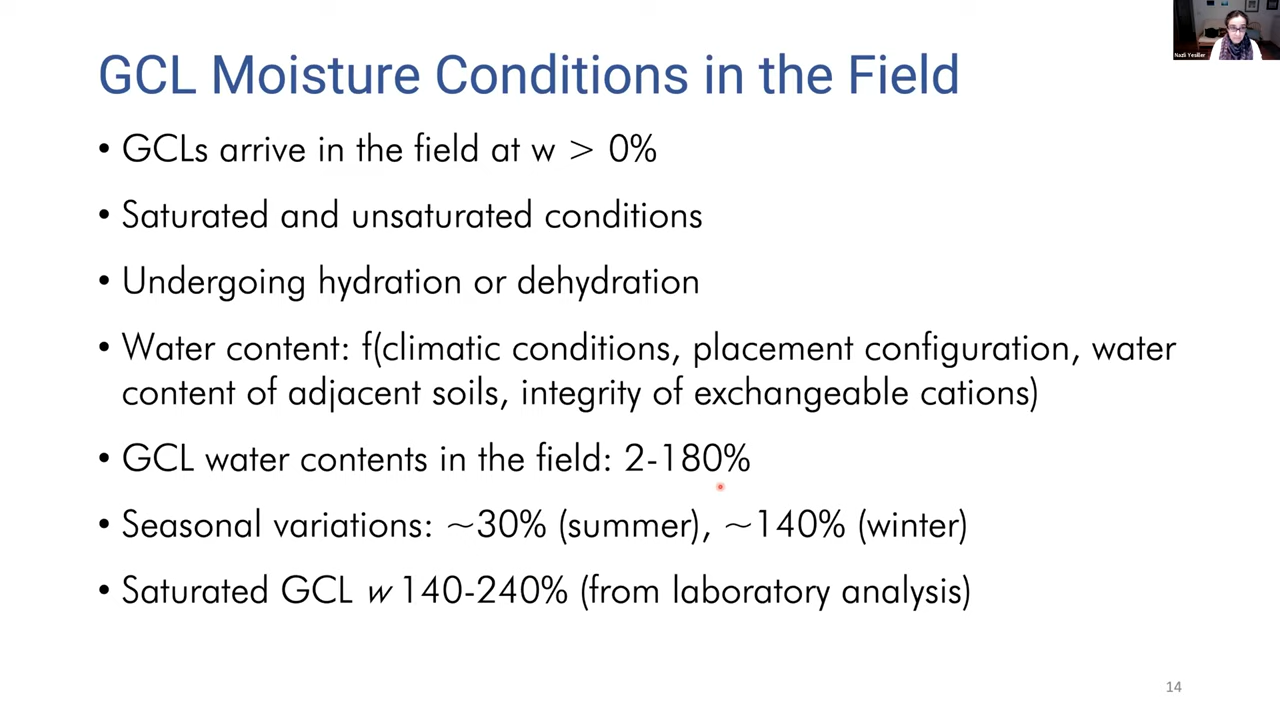 Nazli Yesiller
GCL Moisture Conditions in the Field
• GCLs arrive in the field at w > 0%
• Saturated and unsaturated conditions
• Undergoing hydration or dehydration
• Water content: f(climatic conditions, placement configuration, water
content of adjacent soils, integrity of exchangeable cations)
• GCL water contents in the field: 2-180%
• Seasonal variations: ~30% (summer), ~140% (winter)
• Saturated GCL w 140-240% (from laboratory analysis)
14